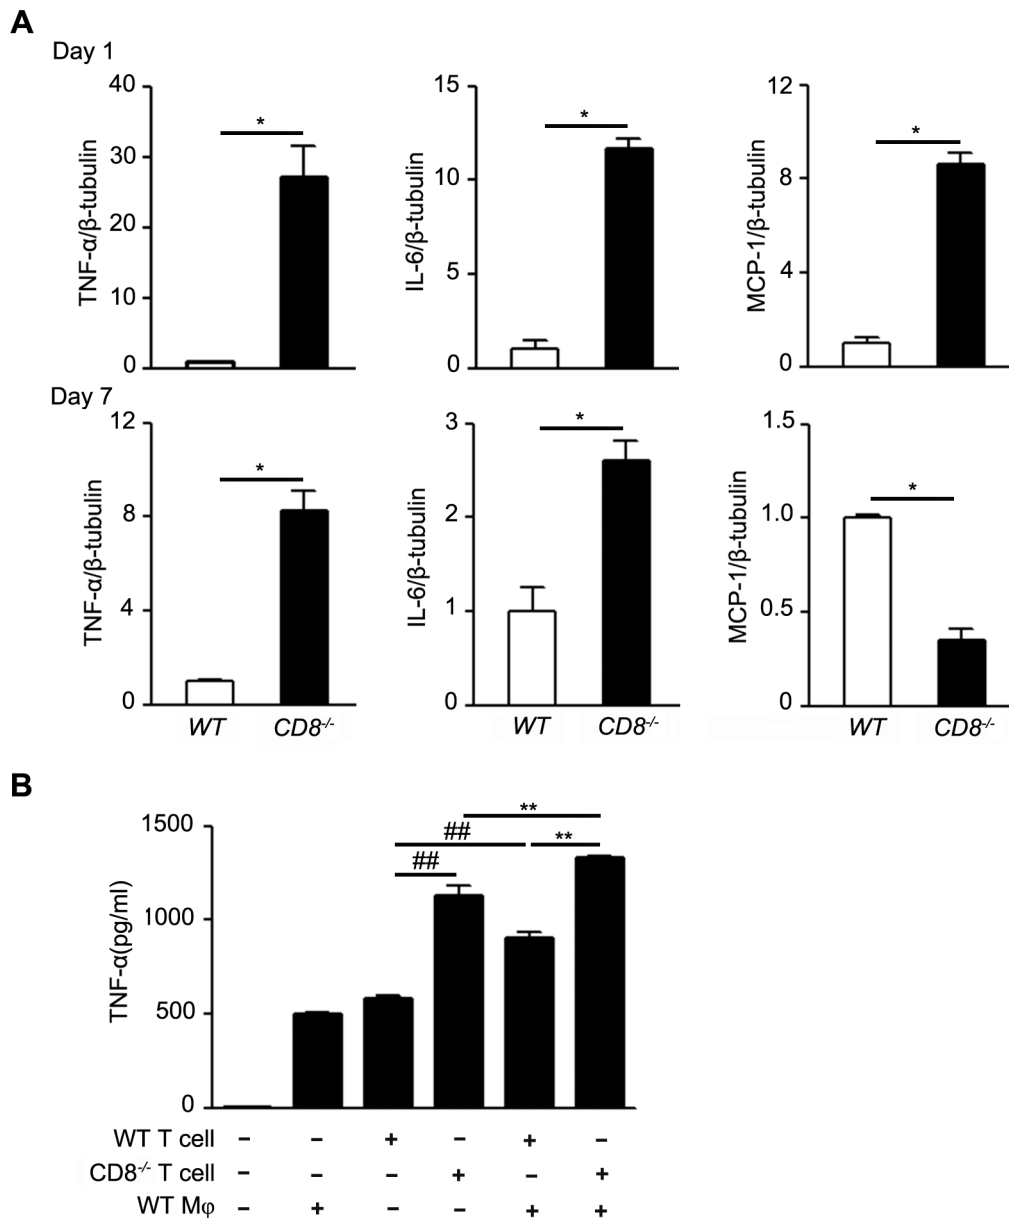 A
Day 1
TNF-α/β-tubulin
40
30
20
10
0
*
IL-6/β-tubulin
15
10
5
0
*
MCP-1/β-tubulin
12
8
4
0
*
Day 7
TNF-α/β-tubulin
12
8
4
0
*
WT CD8-/-
IL-6/β-tubulin
3
2
1
0
*
WT CD8-/-
MCP-1/β-tubulin
1.5
1.0
0.5
0
*
WT CD8-/-
B
TNF-α(pg/ml)
1500
1000
500
0
**
## **
##
WT T cell – – + – + –
CD8-/- T cell – – – + – +
WT Mφ – + – – + +